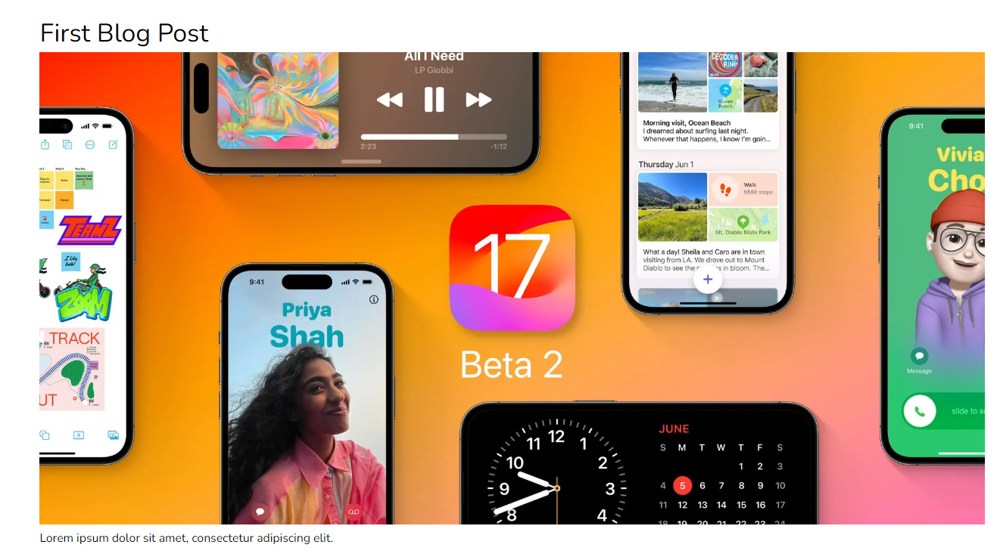 First Blog Post
All I Need
LP Giobbi
2:23
-1:12
DECODER
RING
Ocean
Beach
Morning visit, Ocean Beach
I dreamed about surfing last night.
Whenever that happens, I know I'm goin...
Thursday Jun 1
Walk
9560 steps
Mt. Diablo State Park
What a day! Sheila and Caro are in town
visiting from LA. We drove out to Mount
Diablo to see the in bloom. The...
+
9:41
Vivia
Cho
Message
slide to a
TEAMZ
I like
bold!
ZOOM
TRACK
UT
A
9:41
Priya
Shah
17
Beta 2
11 12 1
10 2
9 3
8 4
JUNE
S M T W T F S
1 2 3
4 5 6 7 8 9 10
11 12 13 14 15 16 17
18 19 20 21 22 23 24
Lorem ipsum dolor sit amet, consectetur adipiscing elit.